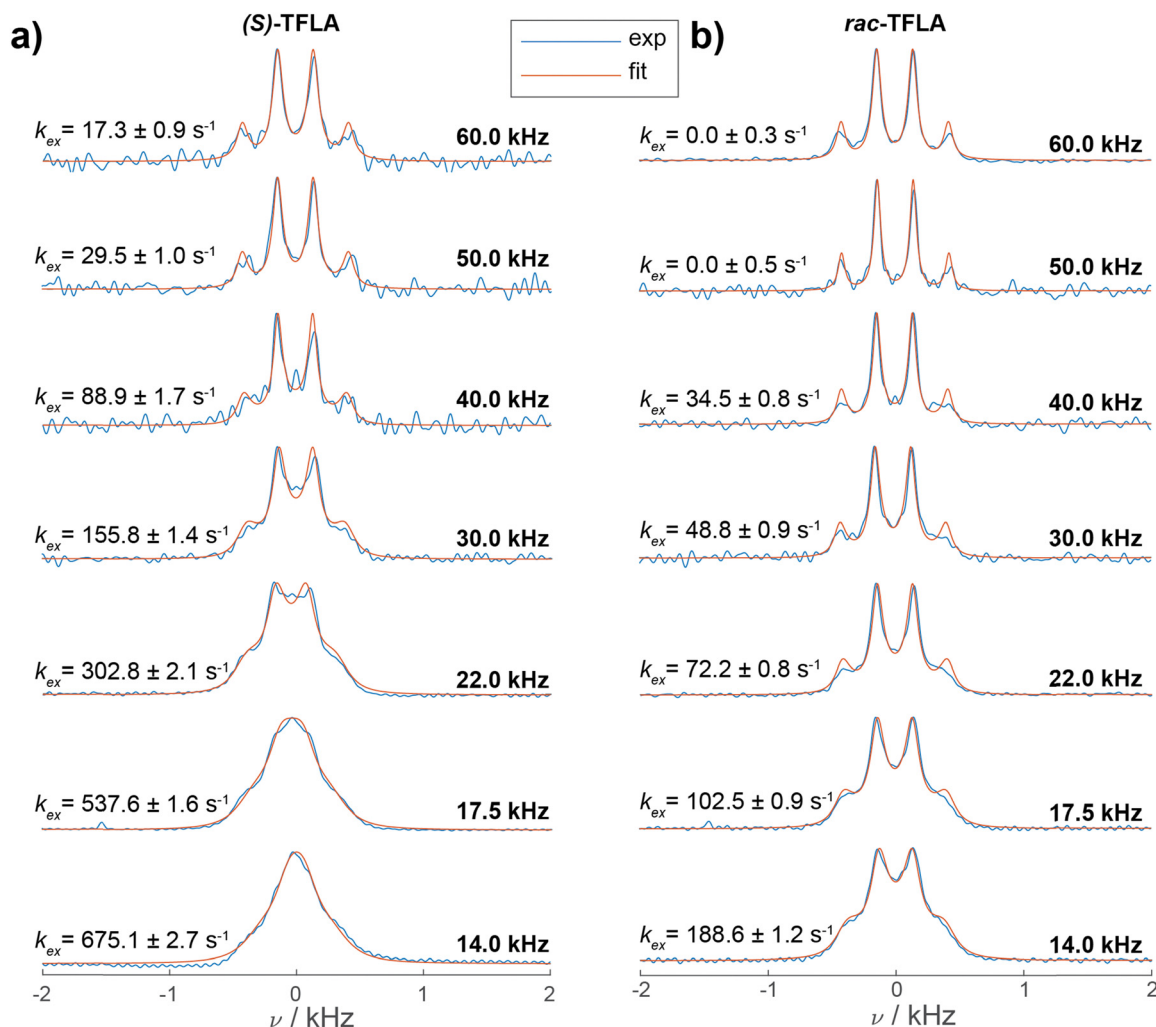 a)
(S)-TFLA
exp
fit
kex= 17.3 ± 0.9 s-1
60.0 kHz
kex= 29.5 ± 1.0 s-1
50.0 kHz
kex= 88.9 ± 1.7 s-1
40.0 kHz
kex= 155.8 ± 1.4 s-1
30.0 kHz
kex= 302.8 ± 2.1 s-1
22.0 kHz
kex= 537.6 ± 1.6 s-1
17.5 kHz
kex= 675.1 ± 2.7 s-1
14.0 kHz
-2 -1 0 1 2
ν / kHz
b)
rac-TFLA
kex= 0.0 ± 0.3 s-1
60.0 kHz
kex= 0.0 ± 0.5 s-1
50.0 kHz
kex= 34.5 ± 0.8 s-1
40.0 kHz
kex= 48.8 ± 0.9 s-1
30.0 kHz
kex= 72.2 ± 0.8 s-1
22.0 kHz
kex= 102.5 ± 0.9 s-1
17.5 kHz
kex= 188.6 ± 1.2 s-1
14.0 kHz
-2 -1 0 1 2
ν / kHz